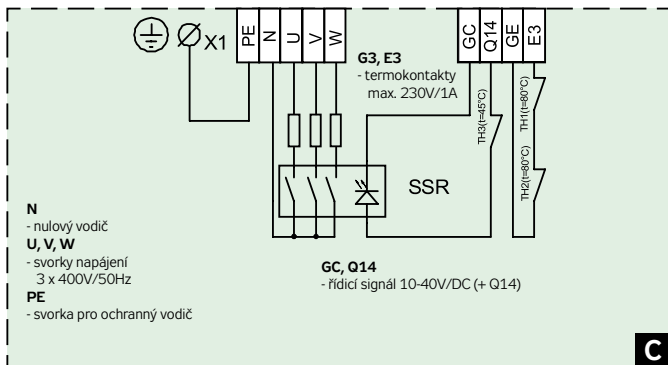 X1
PE
N
U
V
W
GC
Q14
GE
E3
G3, E3
- termokontakty
max. 230V/1A
TH3(t=45°C)
TH1(t=80°C)
TH2(t=80°C)
SSR
N
- nulový vodič
U, V, W
- svorky napájení
3 x 400V/50Hz
PE
- svorka pro ochranný vodič
GC, Q14
- řídicí signál 10-40V/DC (+ Q14)
C